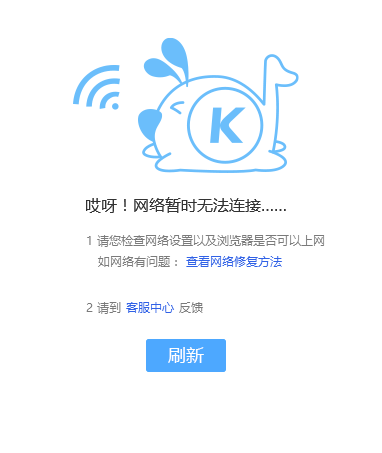 K
哎呀！网络暂时无法连接......
1 请您检查网络设置以及浏览器是否可以上网
如网络有问题： 查看网络修复方法
2 请到 客服中心 反馈
刷新